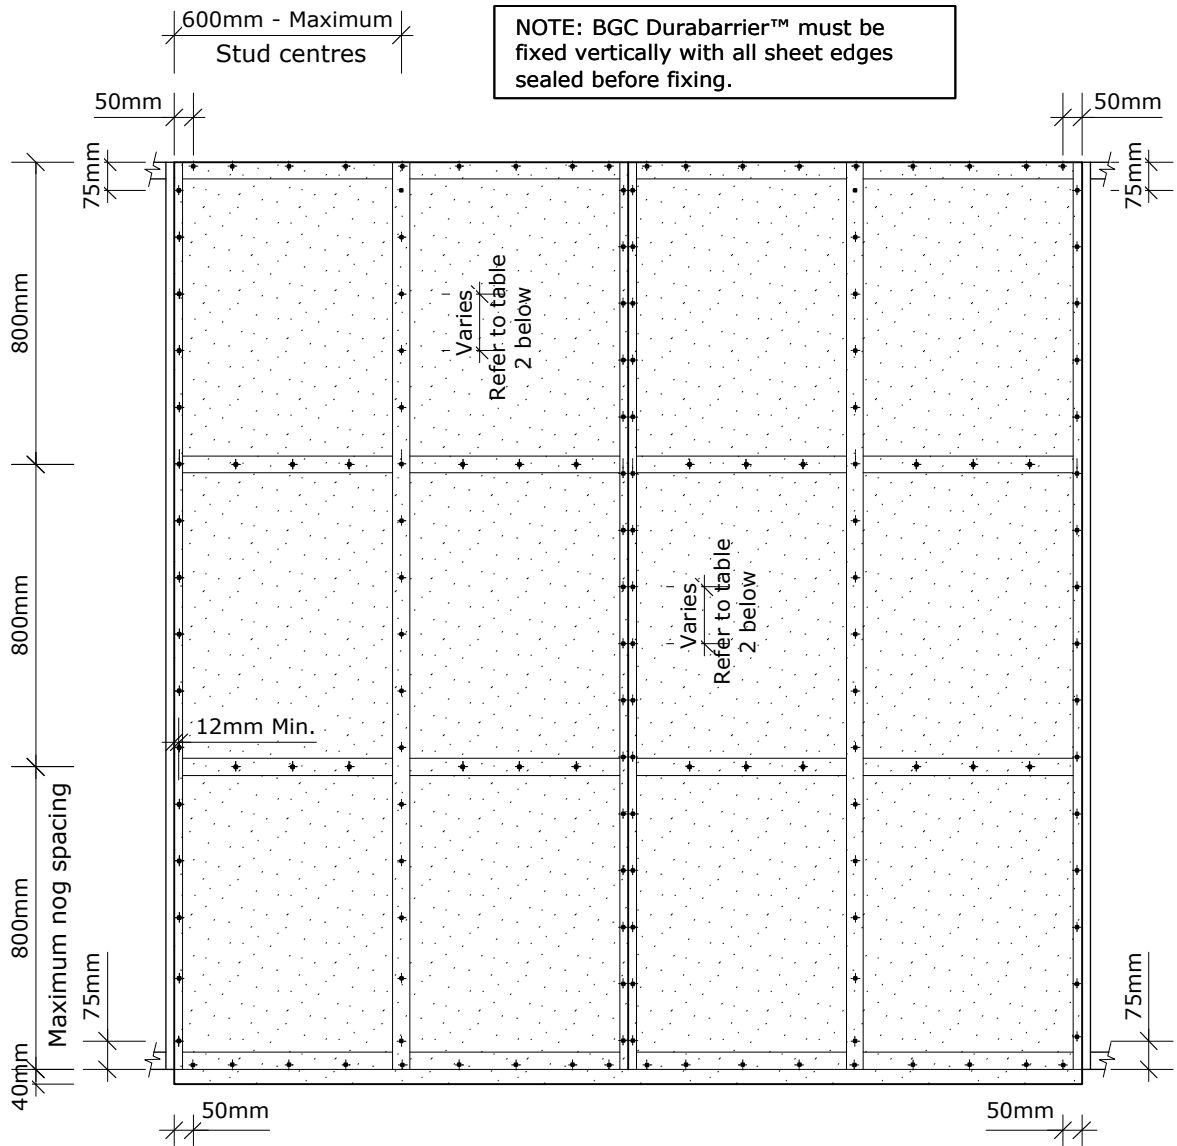 600mm - Maximum
Stud centres
NOTE: BGC Durabarrier™ must be
fixed vertically with all sheet edges
sealed before fixing.
50mm
50mm
75mm
75mm
800mm
Varies
Refer to table
2 below
800mm
Varies
Refer to table
2 below
12mm Min.
800mm
Maximum nog spacing
75mm
75mm
40mm
50mm
50mm